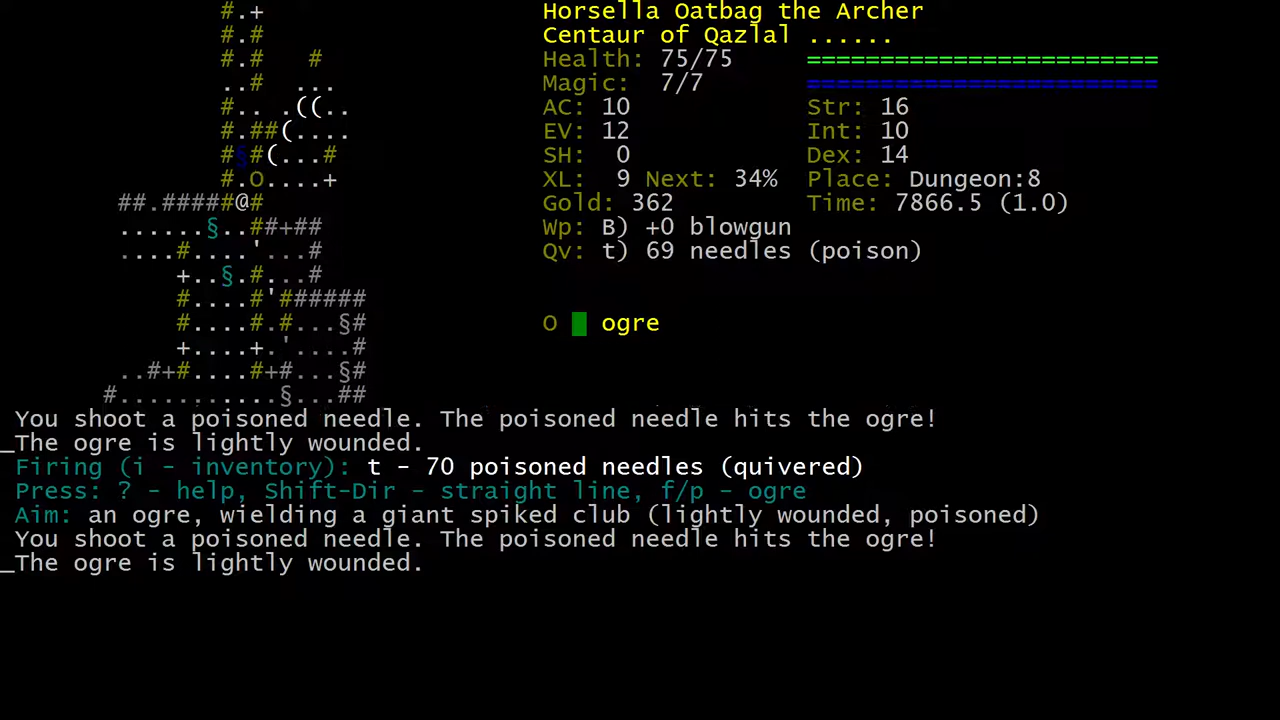 #.+ Horsella Oatbag the Archer
#.# Centaur of Qazlal ......
#.# # Health: 75/75 ========================
..# ... Magic: 7/7 ========================
#.. .((.. AC: 10 Str: 16
#.##(.... EV: 12 Int: 10
#§#(...# SH: 0 Dex: 14
#.O....+ XL: 9 Next: 34% Place: Dungeon:8
##.#####@# Gold: 362 Time: 7866.5 (1.0)
......§..##+## Wp: B) +0 blowgun
....#....'...# Qv: t) 69 needles (poison)
+..§.#...#
#....#'######
#....#.#...§# O ogre
+....+.'....#
..#+#....#+#...§#
#...........§...##
You shoot a poisoned needle. The poisoned needle hits the ogre!
_The ogre is lightly wounded.
Firing (i - inventory): t - 70 poisoned needles (quivered)
Press: ? - help, Shift-Dir - straight line, f/p - ogre
Aim: an ogre, wielding a giant spiked club (lightly wounded, poisoned)
You shoot a poisoned needle. The poisoned needle hits the ogre!
_The ogre is lightly wounded.